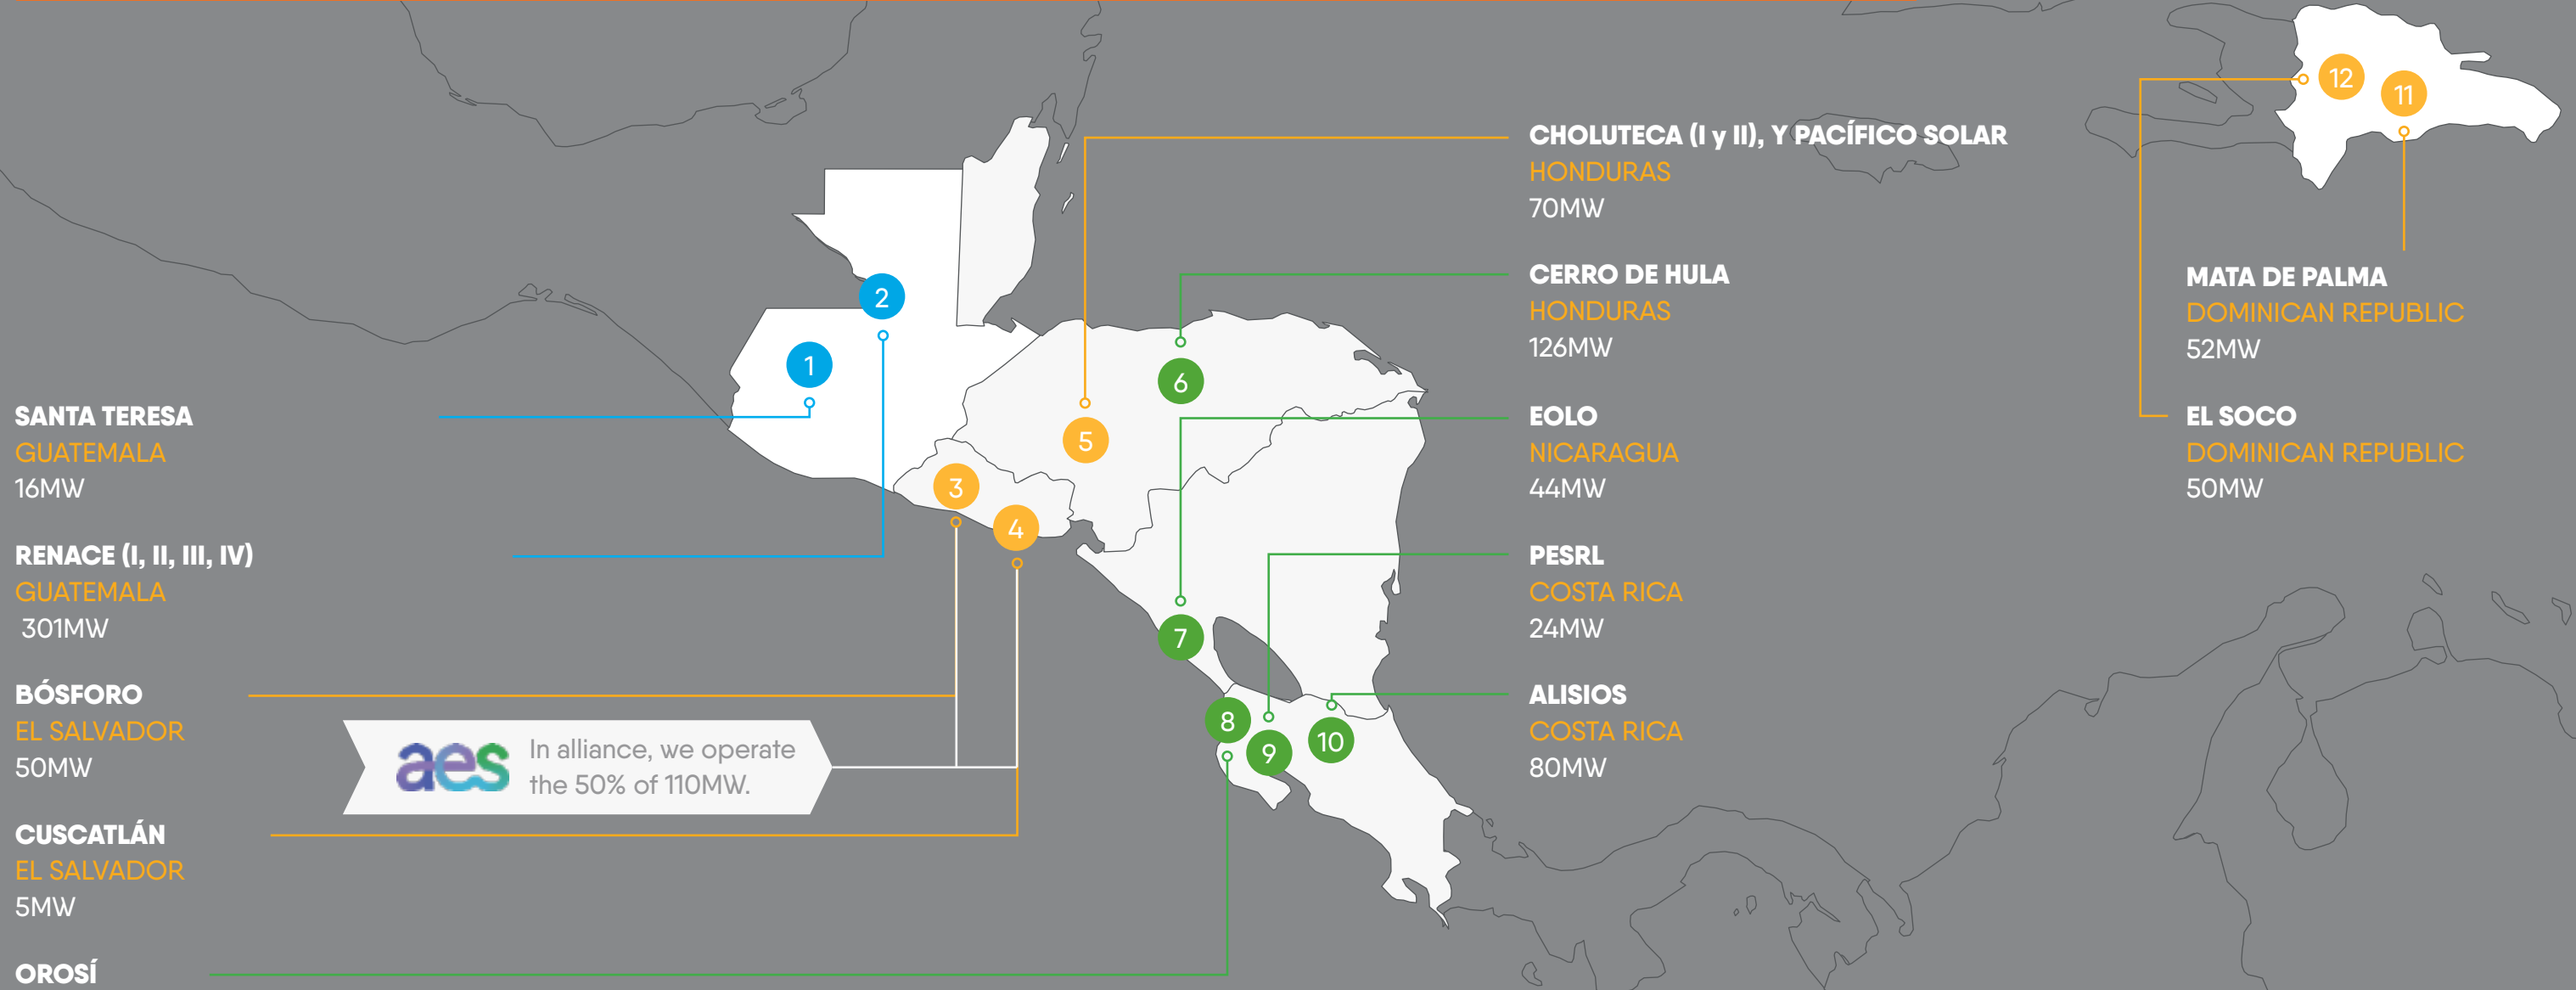 SANTA TERESA
GUATEMALA
16MW
RENACE (I, II, III, IV)
GUATEMALA
301MW
BÓSFORO
EL SALVADOR
50MW
CUSCATLÁN
EL SALVADOR
5MW
OROSÍ
aes
In alliance, we operate
the 50% of 110MW.
1
2
3
4
5
6
7
8
9
10
CHOLUTECA (I y II), Y PACÍFICO SOLAR
HONDURAS
70MW
CERRO DE HULA
HONDURAS
126MW
EOLO
NICARAGUA
44MW
PESRL
COSTA RICA
24MW
ALISIOS
COSTA RICA
80MW
12
11
MATA DE PALMA
DOMINICAN REPUBLIC
52MW
EL SOCO
DOMINICAN REPUBLIC
50MW